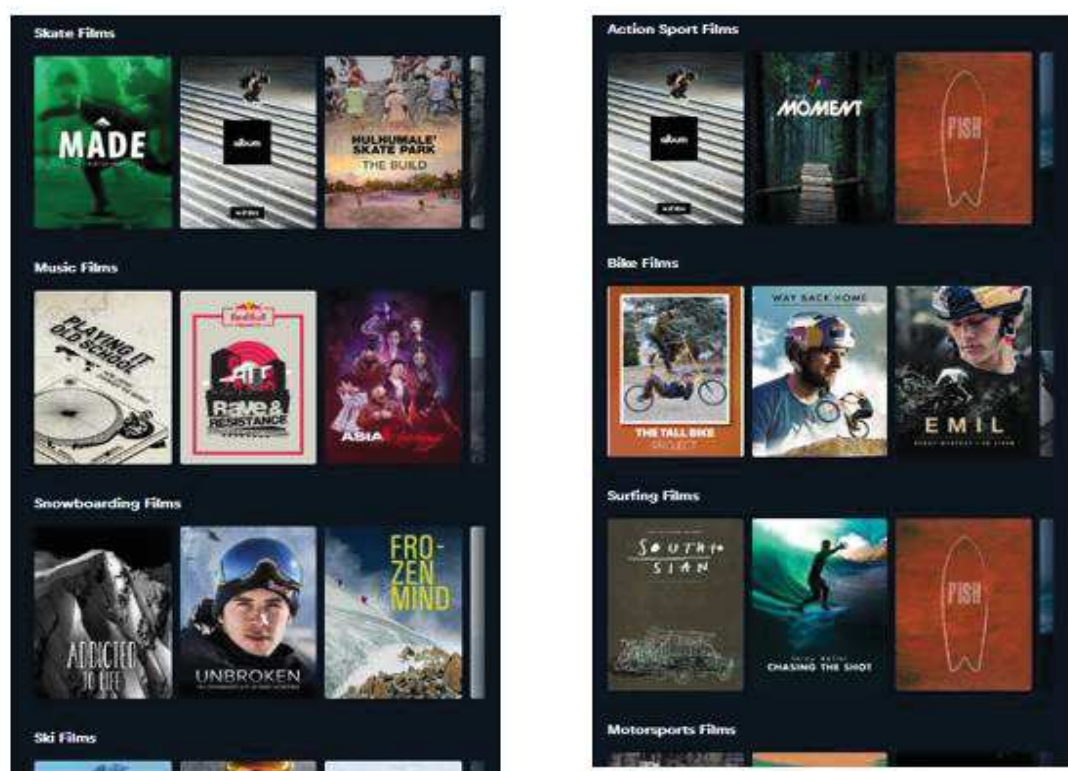 Skate Films
MADE
album
HULHUMALE'
SKATE PARK
THE BUILD
Music Films
PLAYING IT
OLD SCHOOL
Red Bull
RAVE &
RESISTANCE
ASIA
Snowboarding Films
ADDICTED
TO LIFE
UNBROKEN
FRO-
ZEN
MIND
Ski Films
Action Sport Films
album
MOMENT
FISH
Bike Films
THE TALL BIKE
PROJECT
WAY BACK HOME
EMIL
Surfing Films
SOUTH to
SIAN
CHASING THE SHOT
FISH
Motorsports Films